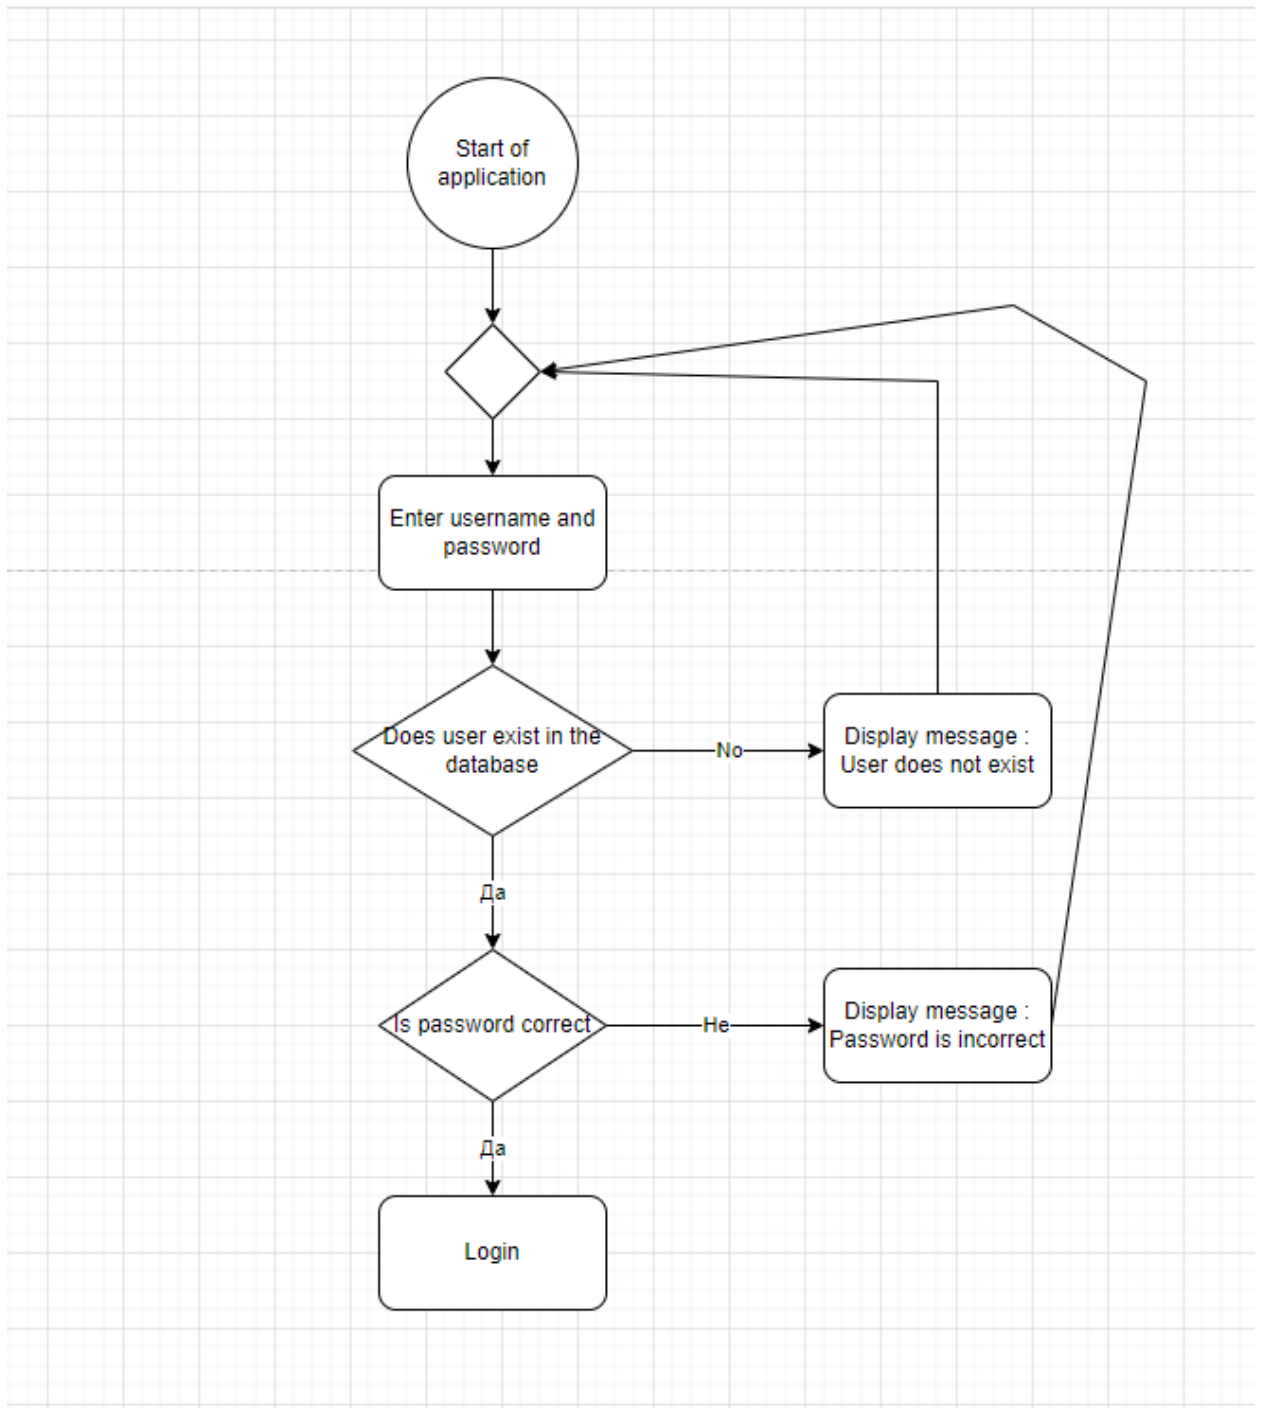 Start of
application
Enter username and
password
Does user exist in the
database
No
Display message :
User does not exist
Да
Is password correct
Не
Display message :
Password is incorrect
Да
Login